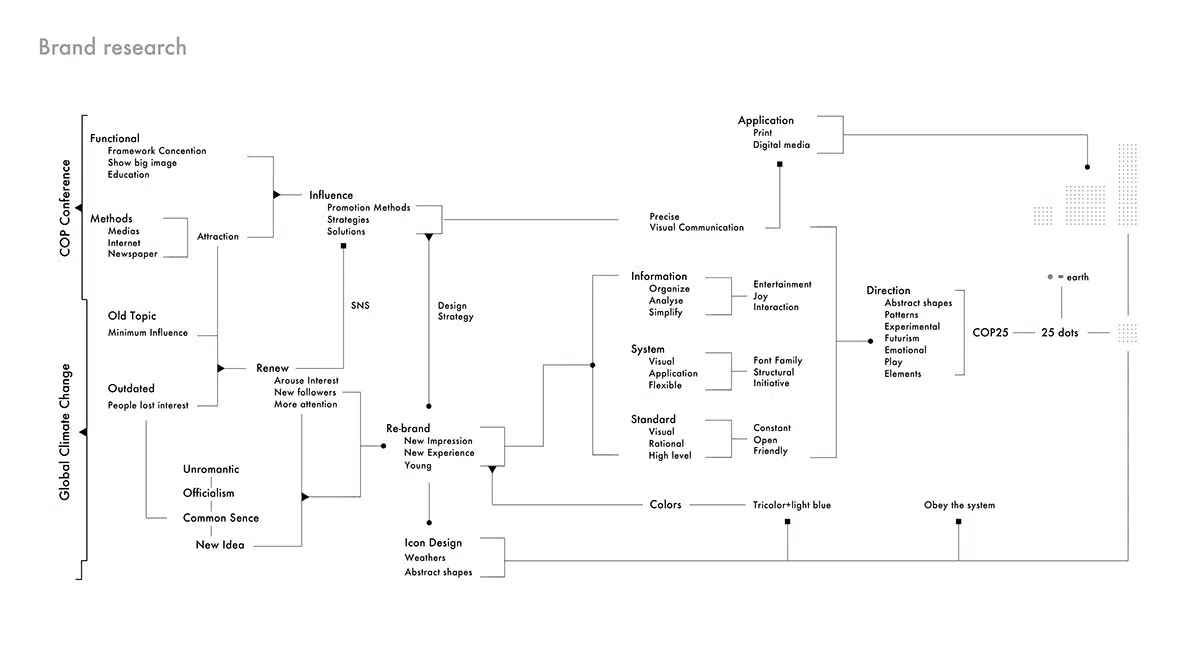 Brand research
COP Conference
Functional
Framework Concention
Show big image
Education
Methods
Medias
Internet
Newspaper
Attraction
Influence
Promotion Methods
Strategies
Solutions
Global Climate Change
Old Topic
Minimum Influence
Outdated
People lost interest
Unromantic
Officialism
Common Sence
New Idea
Renew
Arouse Interest
New followers
More attention
SNS
Design
Strategy
Re-brand
New Impression
New Experience
Young
Icon Design
Weathers
Abstract shapes
Application
Print
Digital media
Precise
Visual Communication
Information
Organize
Analyse
Simplify
Entertainment
Joy
Interaction
System
Visual
Application
Flexible
Font Family
Structural
Initiative
Standard
Visual
Rational
High level
Constant
Open
Friendly
Colors
Tricolor+light blue
Obey the system
Direction
Abstract shapes
Patterns
Experimental
Futurism
Emotional
Play
Elements
COP25
25 dots
= earth